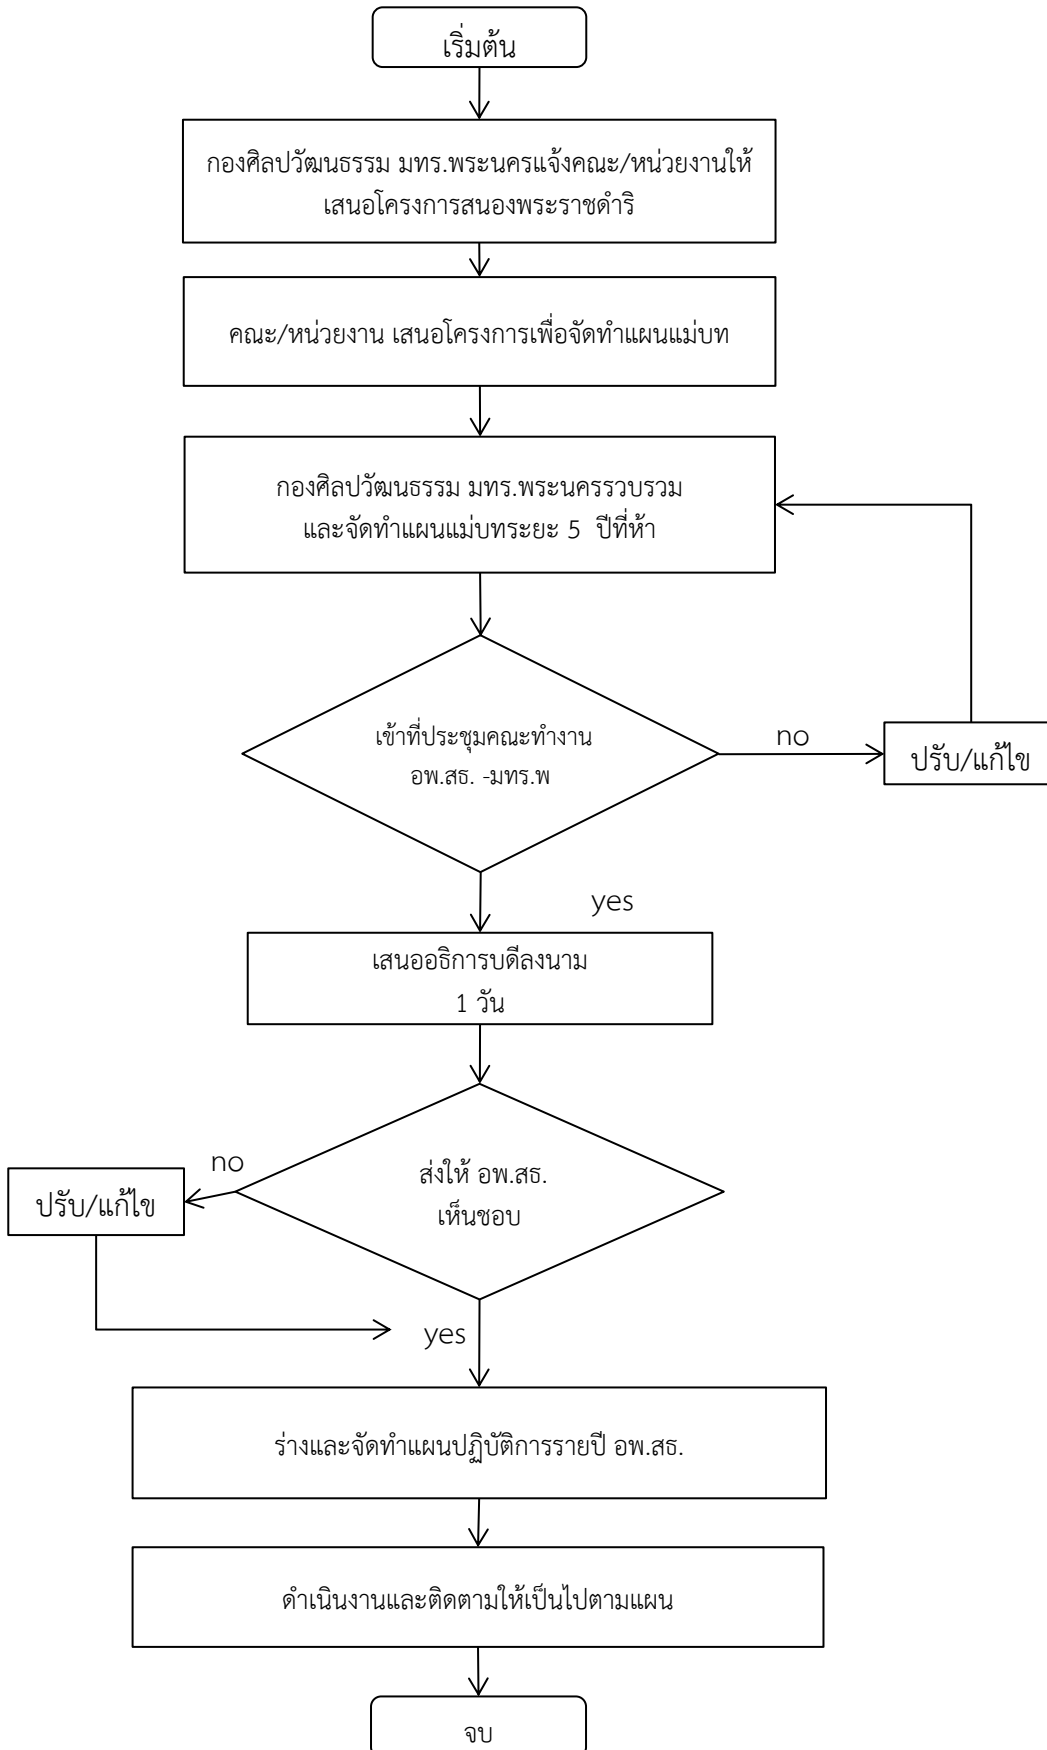 เริ่มต้น
กองศิลปวัฒนธรรม มทร.พระนครแจ้งคณะ/หน่วยงานให้
เสนอโครงการสนองพระราชดำริ
คณะ/หน่วยงาน เสนอโครงการเพื่อจัดทำแผนแม่บท
กองศิลปวัฒนธรรม มทร.พระนครรวบรวม
และจัดทำแผนแม่บทระยะ 5 ปีที่ห้า
เข้าที่ประชุมคณะทำงาน
อพ.สธ. -มทร.พ
no
ปรับ/แก้ไข
yes
เสนออธิการบดีลงนาม
1 วัน
ส่งให้ อพ.สธ.
เห็นชอบ
no
ปรับ/แก้ไข
yes
ร่างและจัดทำแผนปฏิบัติการรายปี อพ.สธ.
ดำเนินงานและติดตามให้เป็นไปตามแผน
จบ